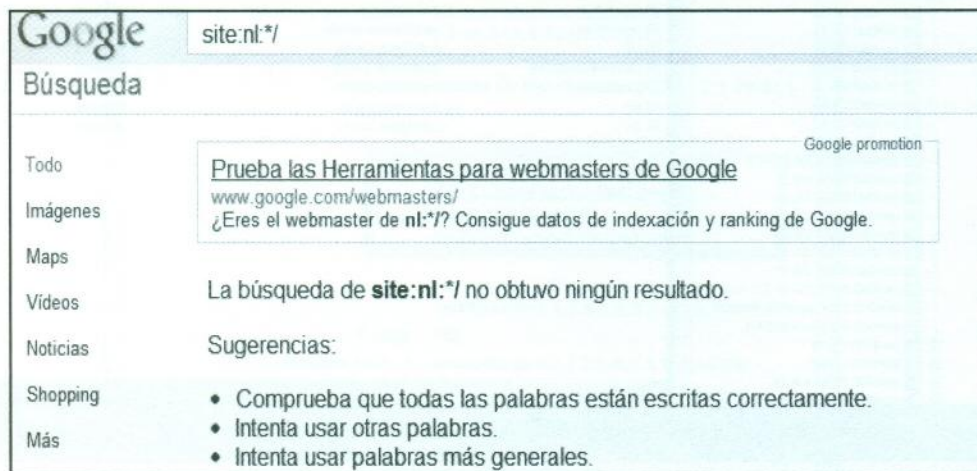 Google
site:nl:*/
Búsqueda
Todo
Imágenes
Maps
Vídeos
Noticias
Shopping
Más
Google promotion
Prueba las Herramientas para webmasters de Google
www.google.com/webmasters/
¿Eres el webmaster de nl:*/? Consigue datos de indexación y ranking de Google.
La búsqueda de site:nl:*/ no obtuvo ningún resultado.
Sugerencias:
• Comprueba que todas las palabras están escritas correctamente.
• Intenta usar otras palabras.
• Intenta usar palabras más generales.